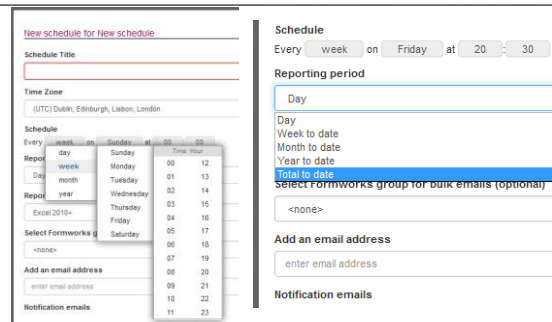 New schedule for New schedule
Schedule Title
Time Zone
(UTC) Dublin, Edinburgh, Lisbon, London
Schedule
Every week on Sunday at 00 : 00
day
week
month
year
Sunday
Monday
Tuesday
Wednesday
Thursday
Friday
Saturday
Time Hour
00 12
01 13
02 14
03 15
04 16
05 17
06 18
07 19
08 20
09 21
10 22
11 23
Repor
Day
Repor
Excel 2010+
Select Formworks g
<none>
Add an email address
enter email address
Notification emails
Schedule
Every week on Friday at 20 : 30
Reporting period
Day
Day
Week to date
Month to date
Year to date
Total to date
Select Formworks group for bulk emails (optional)
<none>
Add an email address
enter email address
Notification emails